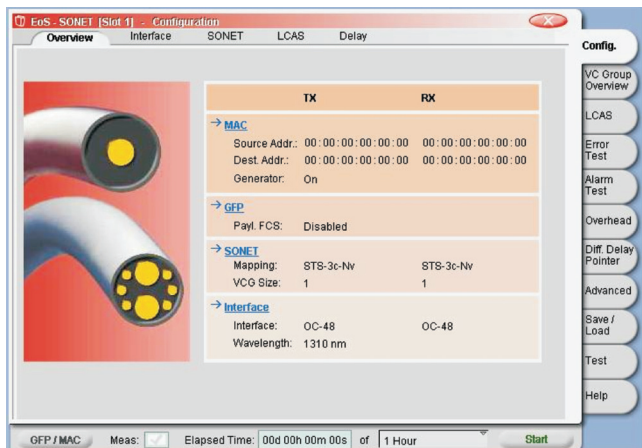 EoS - SONET [Slot 1] - Configuration
Overview Interface SONET LCAS Delay
Config.
VC Group
Overview
LCAS
Error
Test
Alarm
Test
Overhead
Diff. Delay
Pointer
Advanced
Save /
Load
Test
Help
TX RX
→ MAC
Source Addr.: 00:00:00:00:00:00 00:00:00:00:00:00
Dest. Addr.: 00:00:00:00:00:00 00:00:00:00:00:00
Generator: On
→ GFP
Payl. FCS: Disabled
→ SONET
Mapping: STS-3c-Nv STS-3c-Nv
VCG Size: 1 1
→ Interface
Interface: OC-48 OC-48
Wavelength: 1310 nm
GFP / MAC Meas: Elapsed Time: 00d 00h 00m 00s of 1 Hour Start